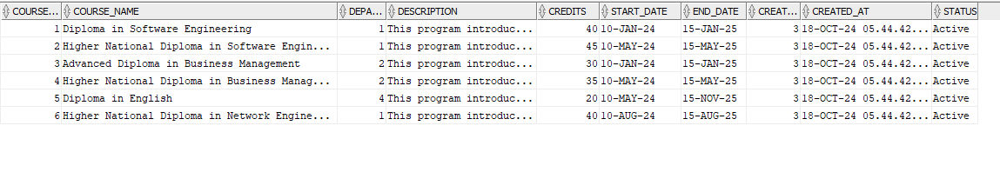 COURSE... COURSE_NAME DEPA... DESCRIPTION CREDITS START_DATE END_DATE CREAT... CREATED_AT STATUS
1 Diploma in Software Engineering 1 This program introduc... 40 10-JAN-24 15-JAN-25 3 18-OCT-24 05.44.42... Active
2 Higher National Diploma in Software Engin... 1 This program introduc... 45 10-MAY-24 15-MAY-25 3 18-OCT-24 05.44.42... Active
3 Advanced Diploma in Business Management 2 This program introduc... 30 10-JAN-24 15-JAN-25 3 18-OCT-24 05.44.42... Active
4 Higher National Diploma in Business Manag... 2 This program introduc... 35 10-MAY-24 15-MAY-25 3 18-OCT-24 05.44.42... Active
5 Diploma in English 4 This program introduc... 20 10-MAY-24 15-NOV-25 3 18-OCT-24 05.44.42... Active
6 Higher National Diploma in Network Engine... 1 This program introduc... 40 10-AUG-24 15-AUG-25 3 18-OCT-24 05.44.42... Active